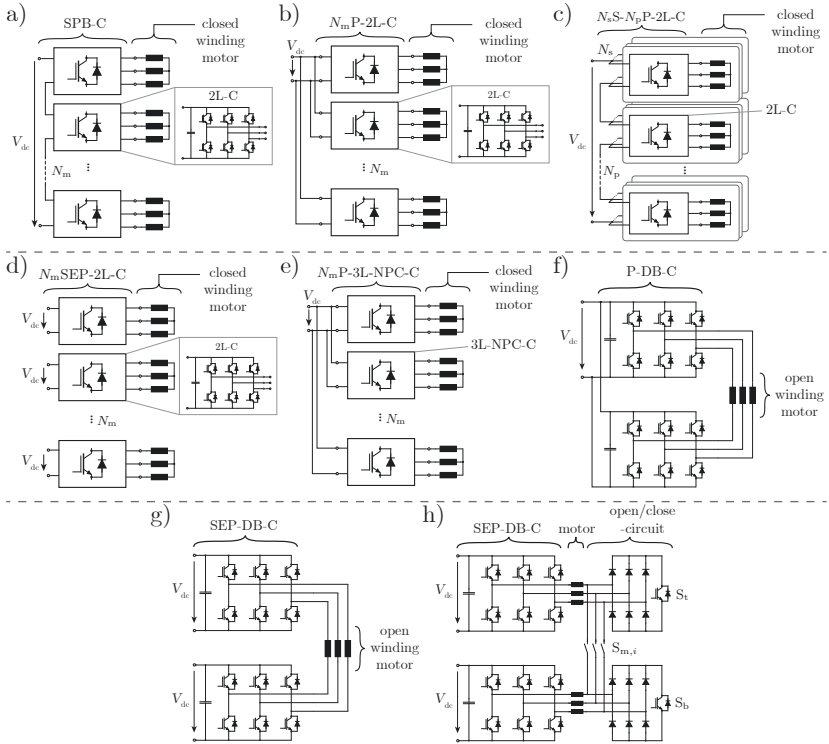 a)
SPB-C
closed
winding
motor
V_dc
2L-C
N_m
b)
N_mP-2L-C
closed
winding
motor
V_dc
2L-C
N_m
c)
N_sS-N_pP-2L-C
closed
winding
motor
N_s
2L-C
V_dc
N_p
d)
N_mSEP-2L-C
closed
winding
motor
V_dc
V_dc
2L-C
N_m
V_dc
e)
N_mP-3L-NPC-C
closed
winding
motor
V_dc
3L-NPC-C
N_m
f)
P-DB-C
V_dc
open
winding
motor
g)
SEP-DB-C
V_dc
open
winding
motor
V_dc
h)
SEP-DB-C
motor
open/close
-circuit
V_dc
S_t
S_m,i
V_dc
S_b